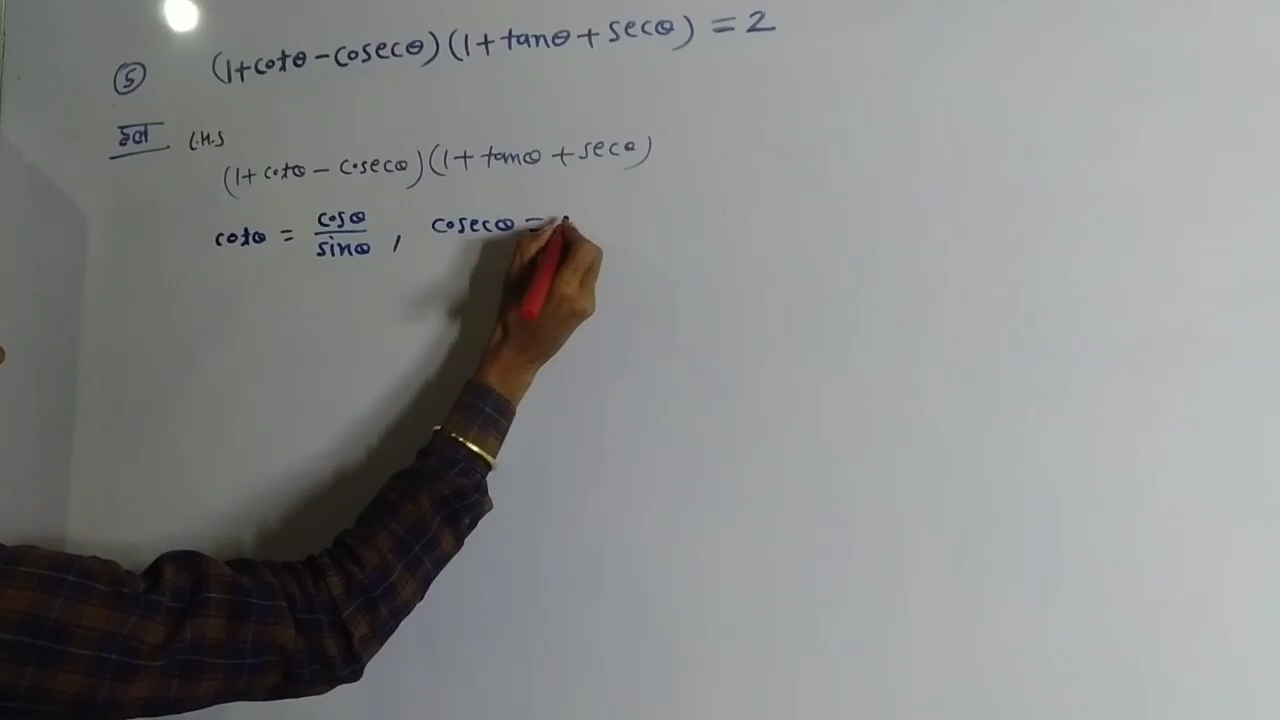 ⑤ (1+cotθ-cosecθ)(1+tanθ+secθ) = 2
हल L.H.S
(1+cotθ-cosecθ)(1+tanθ+secθ)
cotθ = cosθ/sinθ, cosecθ =